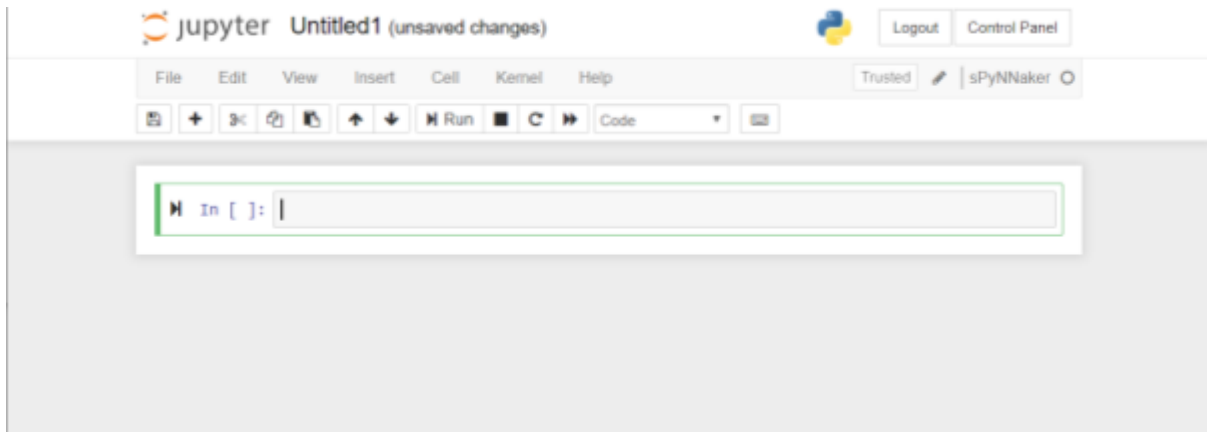 jupyter Untitled1 (unsaved changes) Logout Control Panel
File Edit View Insert Cell Kernel Help Trusted sPyNNaker
Run Code
In [ ]: